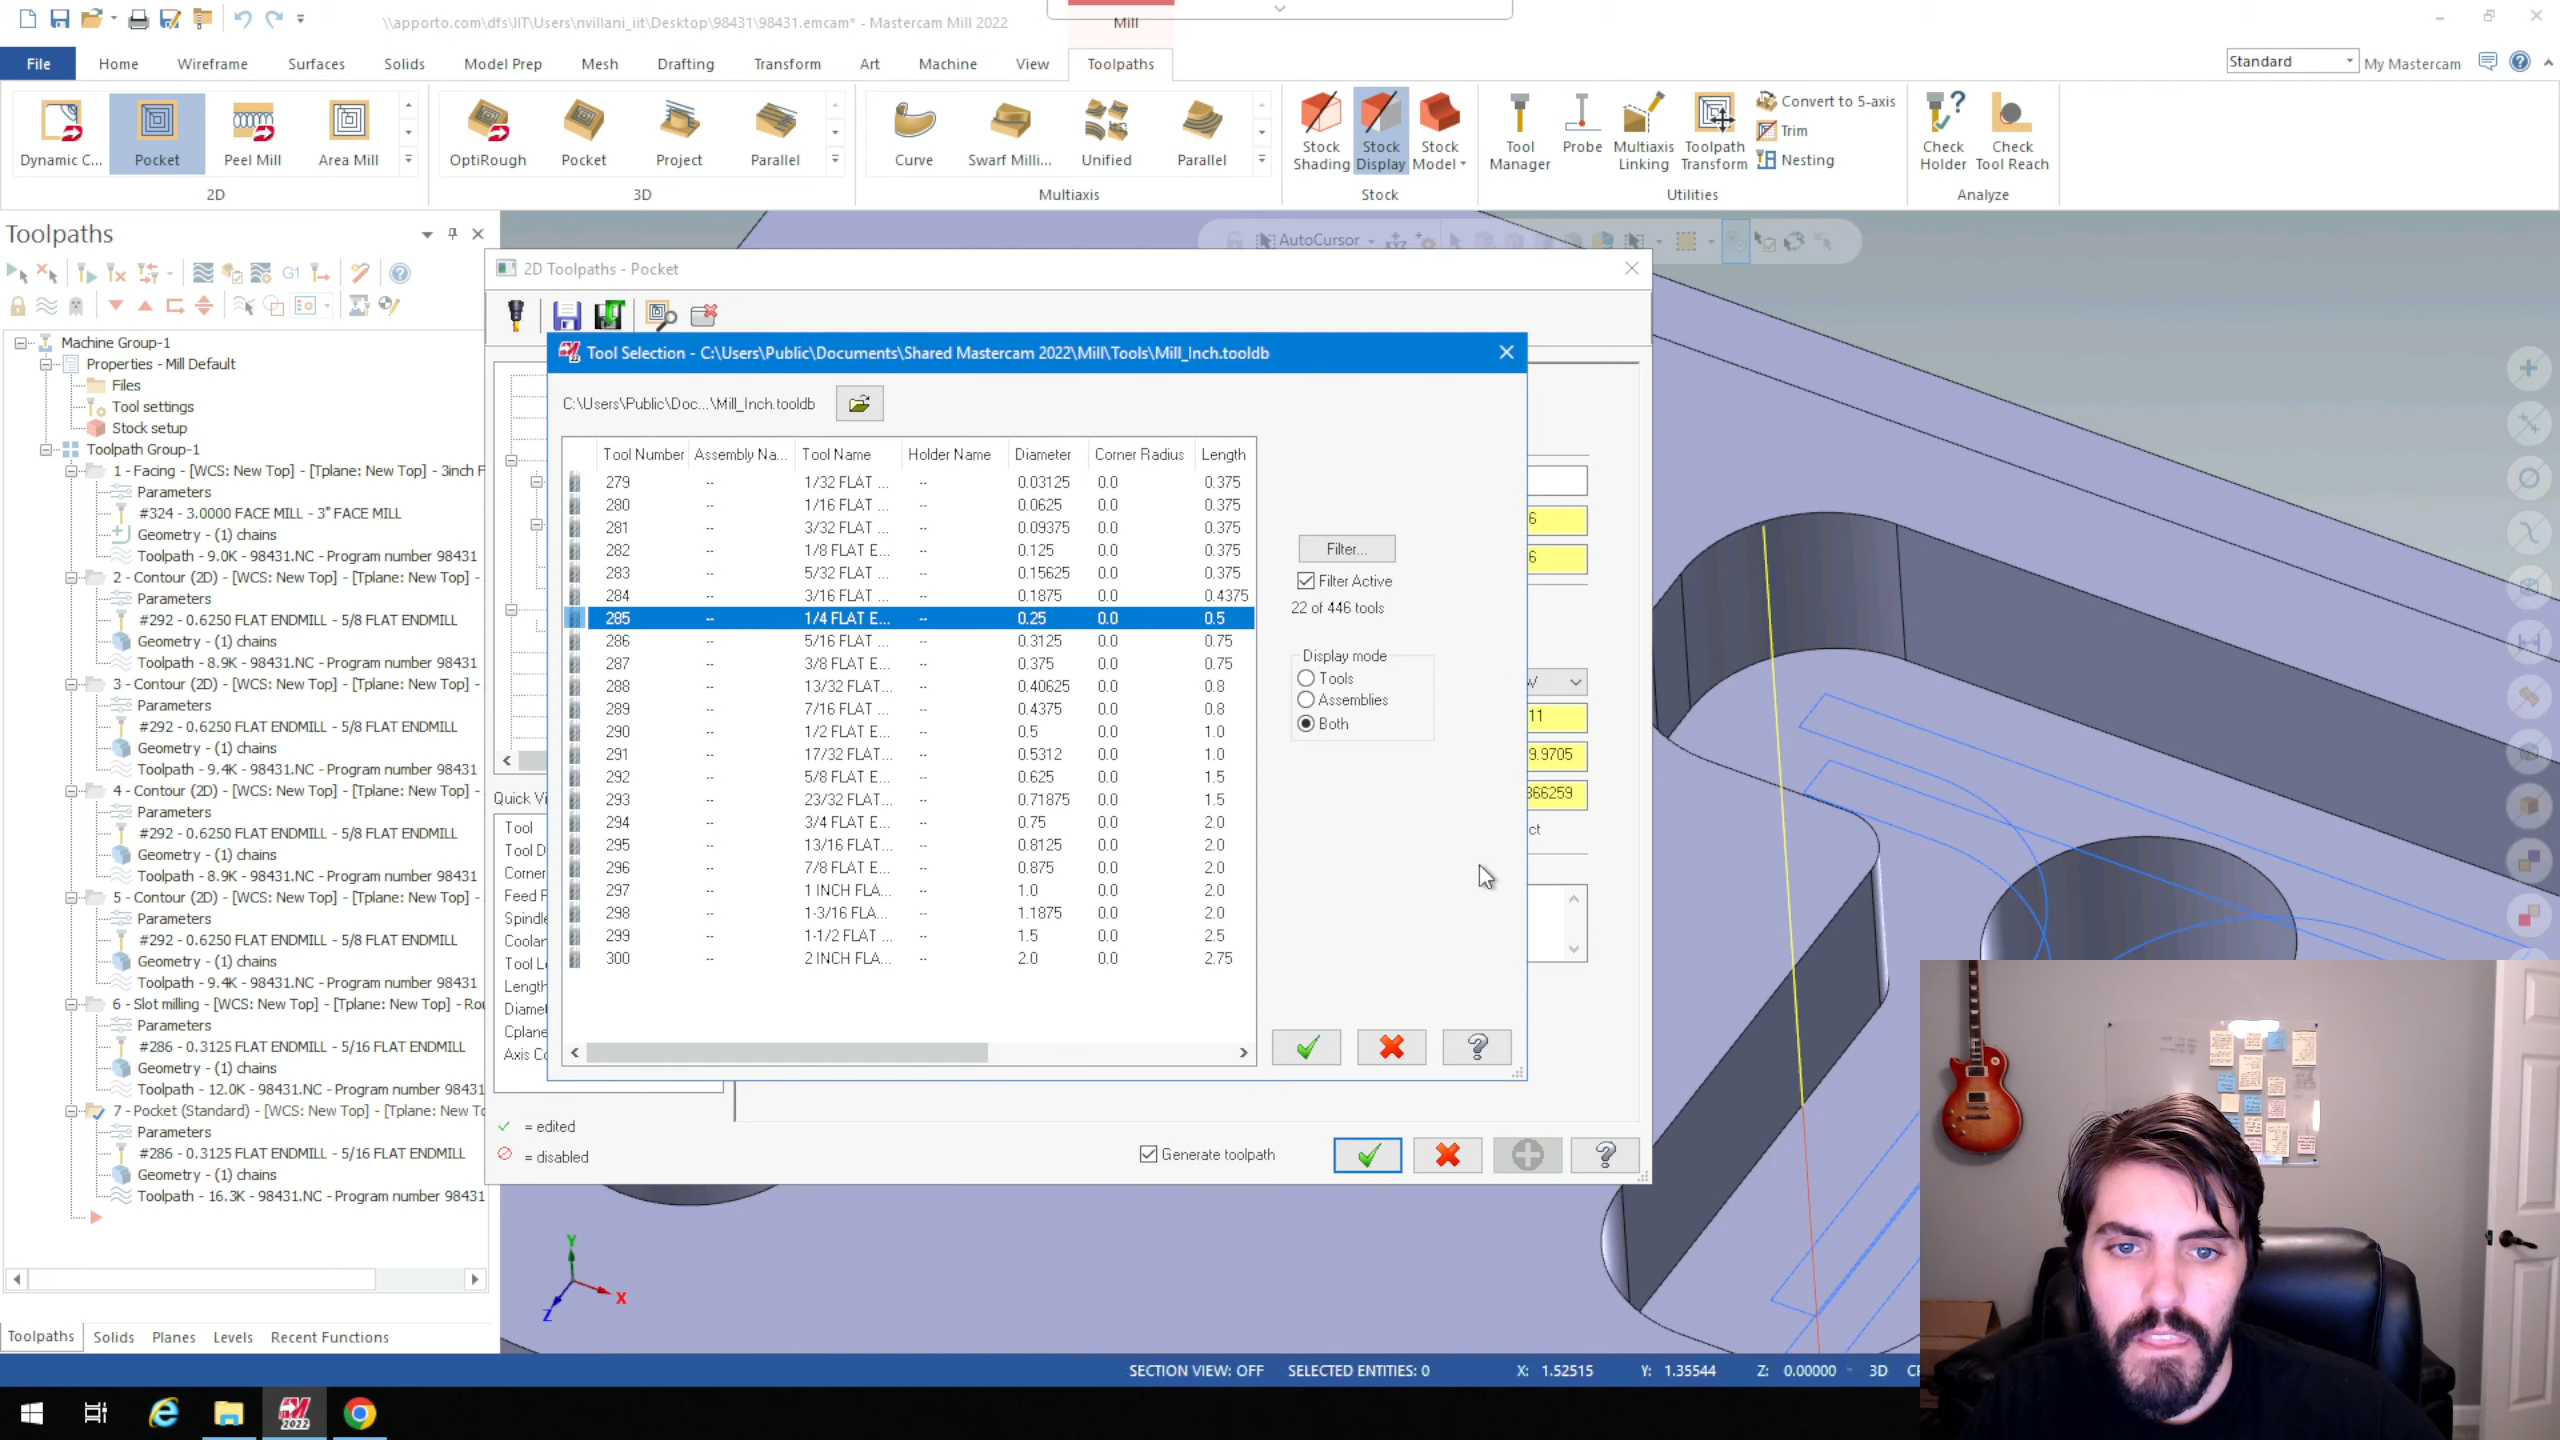 \\apporto.com\dfs\IIT\Users\nvillani_iit\Desktop\98431\98431.emcam* - Mastercam Mill 2022
Mill
File Home Wireframe Surfaces Solids Model Prep Mesh Drafting Transform Art Machine View Toolpaths
Standard My Mastercam
Dynamic C... Pocket Peel Mill Area Mill
2D
OptiRough Pocket Project Parallel
3D
Curve Swarf Milli... Unified Parallel
Multiaxis
Stock Shading Stock Display Stock Model
Stock
Tool Manager Probe Multiaxis Linking Toolpath Transform
Convert to 5-axis
Trim
Nesting
Utilities
Check Holder Check Tool Reach
Analyze
Toolpaths
G1
Machine Group-1
Properties - Mill Default
Files
Tool settings
Stock setup
Toolpath Group-1
1 - Facing - [WCS: New Top] - [Tplane: New Top] - 3inch F
Parameters
#324 - 3.0000 FACE MILL - 3" FACE MILL
Geometry - (1) chains
Toolpath - 9.0K - 98431.NC - Program number 98431
2 - Contour (2D) - [WCS: New Top] - [Tplane: New Top] -
Parameters
#292 - 0.6250 FLAT ENDMILL - 5/8 FLAT ENDMILL
Geometry - (1) chains
Toolpath - 8.9K - 98431.NC - Program number 98431
3 - Contour (2D) - [WCS: New Top] - [Tplane: New Top] -
Parameters
#292 - 0.6250 FLAT ENDMILL - 5/8 FLAT ENDMILL
Geometry - (1) chains
Toolpath - 9.4K - 98431.NC - Program number 98431
4 - Contour (2D) - [WCS: New Top] - [Tplane: New Top] -
Parameters
#292 - 0.6250 FLAT ENDMILL - 5/8 FLAT ENDMILL
Geometry - (1) chains
Toolpath - 8.9K - 98431.NC - Program number 98431
5 - Contour (2D) - [WCS: New Top] - [Tplane: New Top] -
Parameters
#292 - 0.6250 FLAT ENDMILL - 5/8 FLAT ENDMILL
Geometry - (1) chains
Toolpath - 9.4K - 98431.NC - Program number 98431
6 - Slot milling - [WCS: New Top] - [Tplane: New Top] - Rou
Parameters
#286 - 0.3125 FLAT ENDMILL - 5/16 FLAT ENDMILL
Geometry - (1) chains
Toolpath - 12.0K - 98431.NC - Program number 98431
7 - Pocket (Standard) - [WCS: New Top] - [Tplane: New To
Parameters
#286 - 0.3125 FLAT ENDMILL - 5/16 FLAT ENDMILL
Geometry - (1) chains
Toolpath - 16.3K - 98431.NC - Program number 98431
Toolpaths Solids Planes Levels Recent Functions
AutoCursor
2D Toolpaths - Pocket
Tool Selection - C:\Users\Public\Documents\Shared Mastercam 2022\Mill\Tools\Mill_Inch.tooldb
C:\Users\Public\Doc...\Mill_Inch.tooldb
Tool Number Assembly Na... Tool Name Holder Name Diameter Corner Radius Length
279 -- 1/32 FLAT ... -- 0.03125 0.0 0.375
280 -- 1/16 FLAT ... -- 0.0625 0.0 0.375
281 -- 3/32 FLAT ... -- 0.09375 0.0 0.375
282 -- 1/8 FLAT E... -- 0.125 0.0 0.375
283 -- 5/32 FLAT ... -- 0.15625 0.0 0.375
284 -- 3/16 FLAT ... -- 0.1875 0.0 0.4375
285 -- 1/4 FLAT E... -- 0.25 0.0 0.5
286 -- 5/16 FLAT ... -- 0.3125 0.0 0.75
287 -- 3/8 FLAT E... -- 0.375 0.0 0.75
288 -- 13/32 FLAT... -- 0.40625 0.0 0.8
289 -- 7/16 FLAT ... -- 0.4375 0.0 0.8
290 -- 1/2 FLAT E... -- 0.5 0.0 1.0
291 -- 17/32 FLAT ... -- 0.5312 0.0 1.0
292 -- 5/8 FLAT E... -- 0.625 0.0 1.5
293 -- 23/32 FLAT... -- 0.71875 0.0 1.5
294 -- 3/4 FLAT E... -- 0.75 0.0 2.0
295 -- 13/16 FLAT... -- 0.8125 0.0 2.0
296 -- 7/8 FLAT E... -- 0.875 0.0 2.0
297 -- 1 INCH FLA... -- 1.0 0.0 2.0
298 -- 1-3/16 FLA... -- 1.1875 0.0 2.0
299 -- 1-1/2 FLAT ... -- 1.5 0.0 2.5
300 -- 2 INCH FLA... -- 2.0 0.0 2.75
Filter...
Filter Active
22 of 446 tools
Display mode
Tools
Assemblies
Both
6
6
11
9.9705
366259
ct
Quick Vi
Tool
Tool D
Corner
Feed F
Spindle
Coolan
Tool Le
Length
Diamet
Cplane
Axis Co
= edited
= disabled
Generate toolpath
Y
X
Z
SECTION VIEW: OFF SELECTED ENTITIES: 0 X: 1.52515 Y: 1.35544 Z: 0.00000 3D
2022